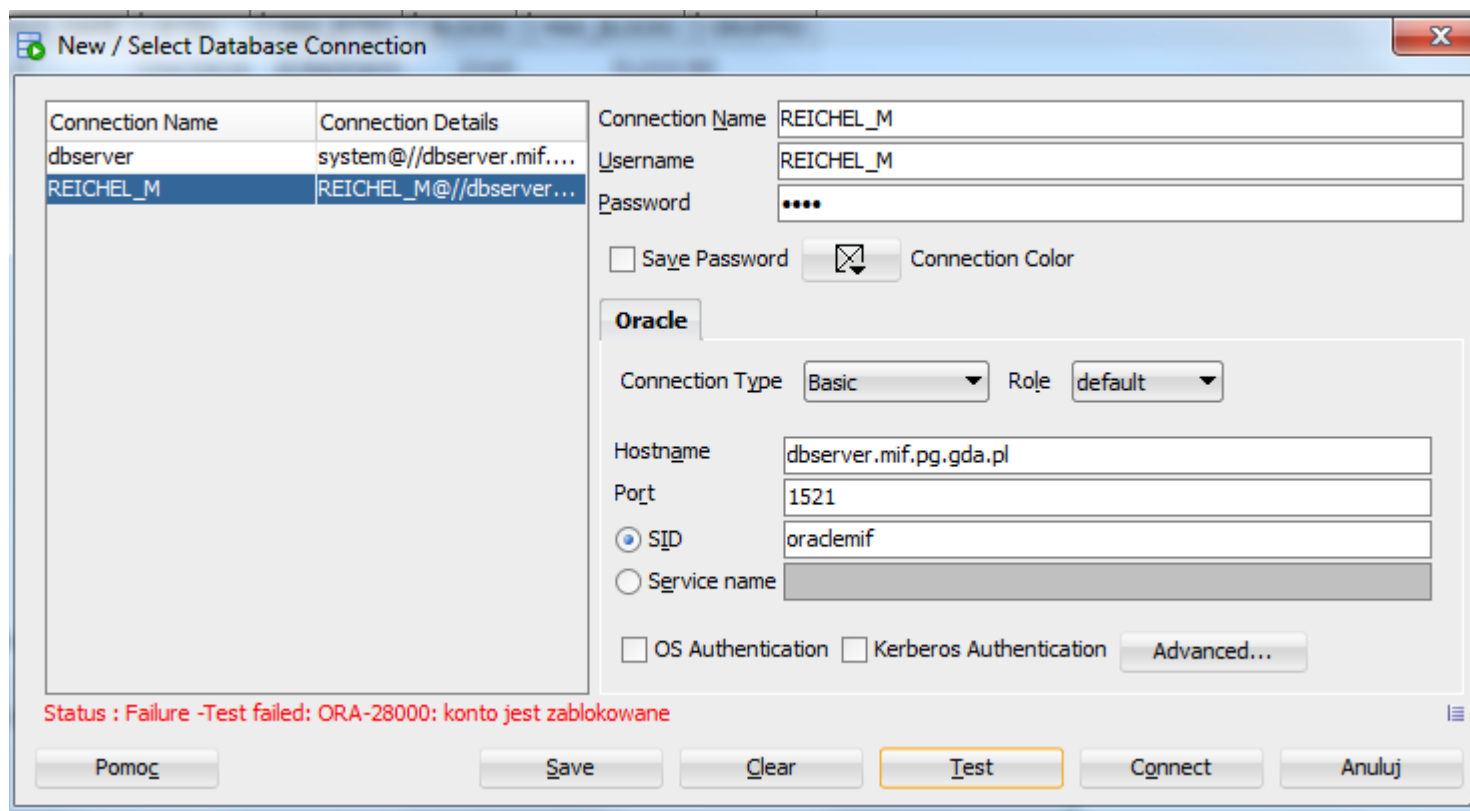 New / Select Database Connection
Connection Name Connection Details
dbserver system@//dbserver.mif....
REICHEL_M REICHEL_M@//dbserver...
Connection Name REICHEL_M
Username REICHEL_M
Password ••••
Save Password Connection Color
Oracle
Connection Type Basic Role default
Hostname dbserver.mif.pg.gda.pl
Port 1521
SID oraclemif
Service name
OS Authentication Kerberos Authentication Advanced...
Status : Failure -Test failed: ORA-28000: konto jest zablokowane
Pomoc Save Clear Test Connect Anuluj